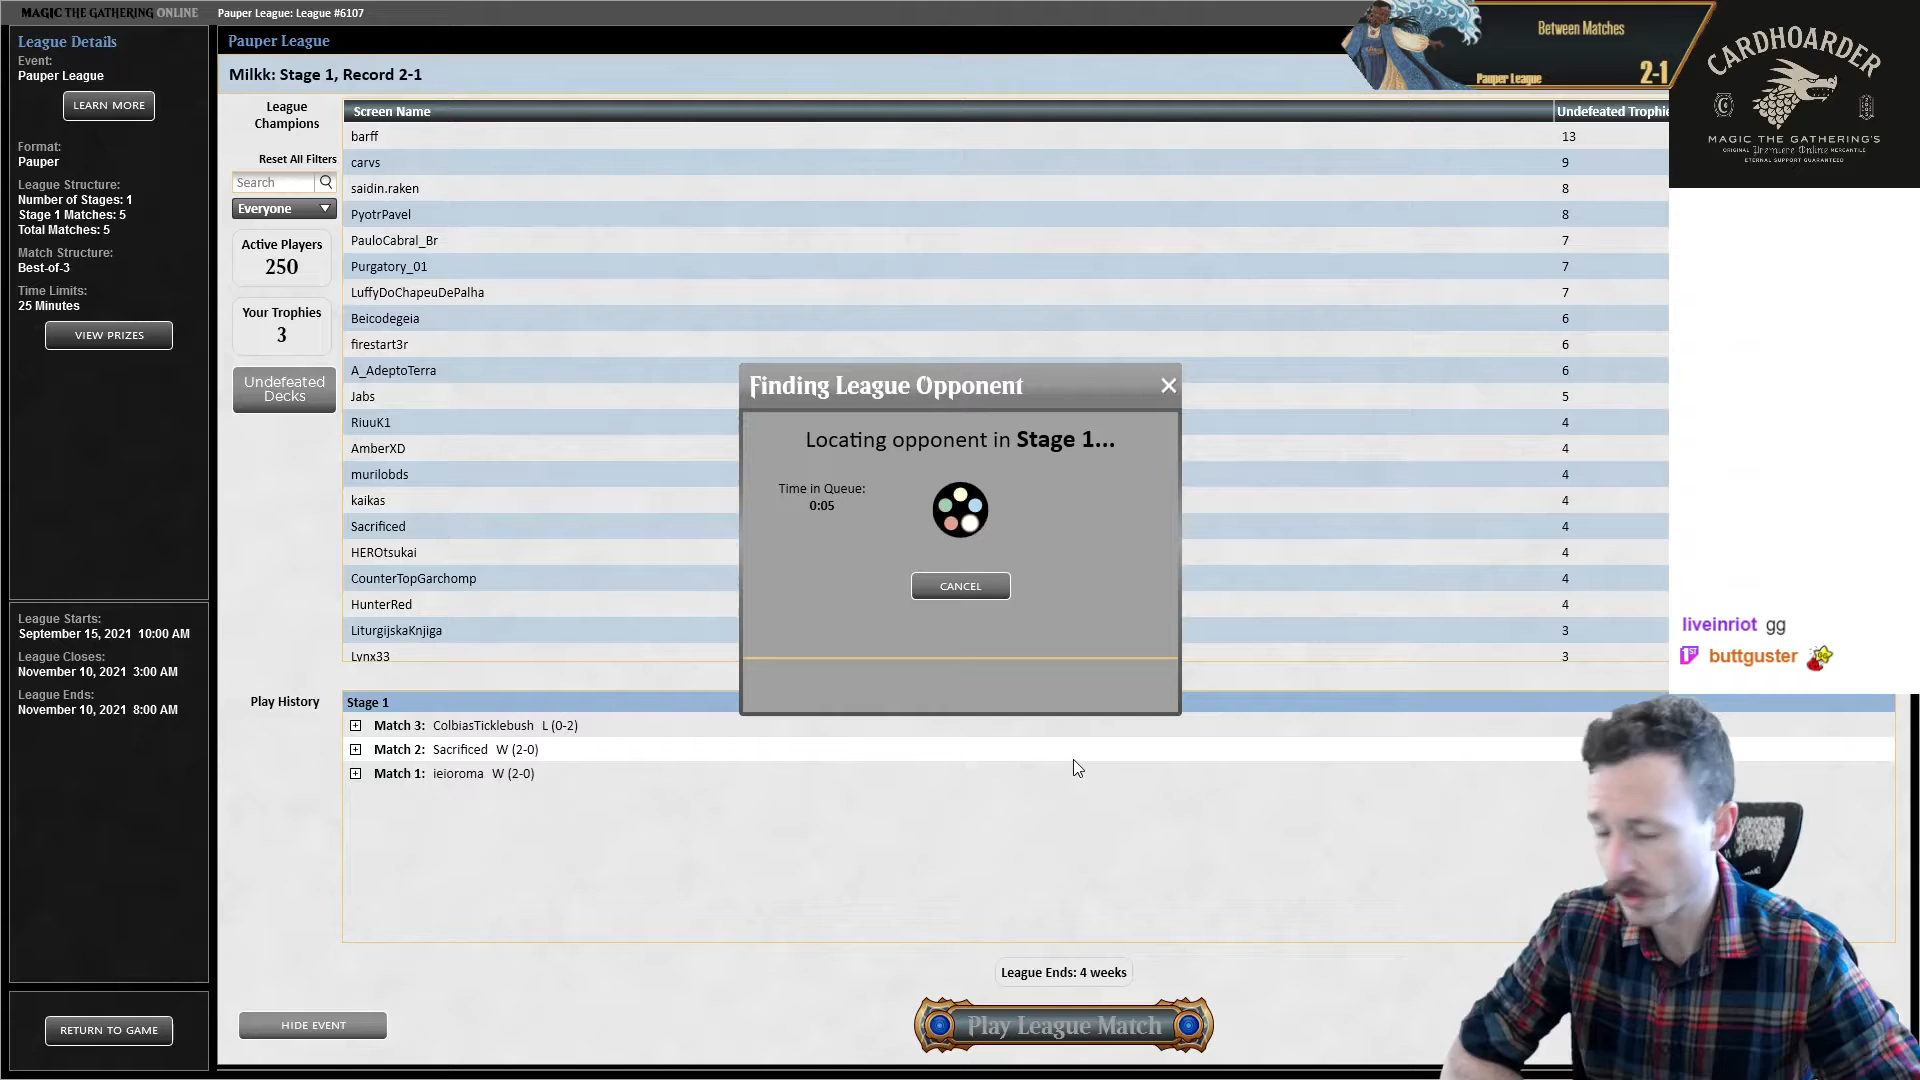 MAGIC THE GATHERING ONLINE
Pauper League: League #6107
League Details
Event:
Pauper League
LEARN MORE
Format:
Pauper
League Structure:
Number of Stages: 1
Stage 1 Matches: 5
Total Matches: 5
Match Structure:
Best-of-3
Time Limits:
25 Minutes
VIEW PRIZES
League Starts:
September 15, 2021 10:00 AM
League Closes:
November 10, 2021 3:00 AM
League Ends:
November 10, 2021 8:00 AM
RETURN TO GAME
Pauper League
Milkk: Stage 1, Record 2-1
League
Champions
Reset All Filters
Search
Everyone
Active Players
250
Your Trophies
3
Undefeated
Decks
Screen Name Undefeated Trophie
barff 13
carvs 9
saidin.raken 8
PyotrPavel 8
PauloCabral_Br 7
Purgatory_01 7
LuffyDoChapeuDePalha 7
Beicodegeia 6
firestart3r 6
A_AdeptoTerra 6
Jabs 5
RiuuK1 4
AmberXD 4
murilobds 4
kaikas 4
Sacrificed 4
HEROtsukai 4
CounterTopGarchomp 4
HunterRed 4
LiturgijskaKnjiga 3
Lynx33 3
Finding League Opponent
Locating opponent in Stage 1...
Time in Queue:
0:05
CANCEL
Play History
Stage 1
Match 3: ColbiasTicklebush L (0-2)
Match 2: Sacrificed W (2-0)
Match 1: ieioroma W (2-0)
League Ends: 4 weeks
HIDE EVENT
Play League Match
Between Matches
Pauper League 2-1
CARDHOARDER
MAGIC THE GATHERING'S
ORIGINAL Premiere Online MERCANTILE
ETERNAL SUPPORT GUARANTEED
liveinriot gg
1ST buttguster